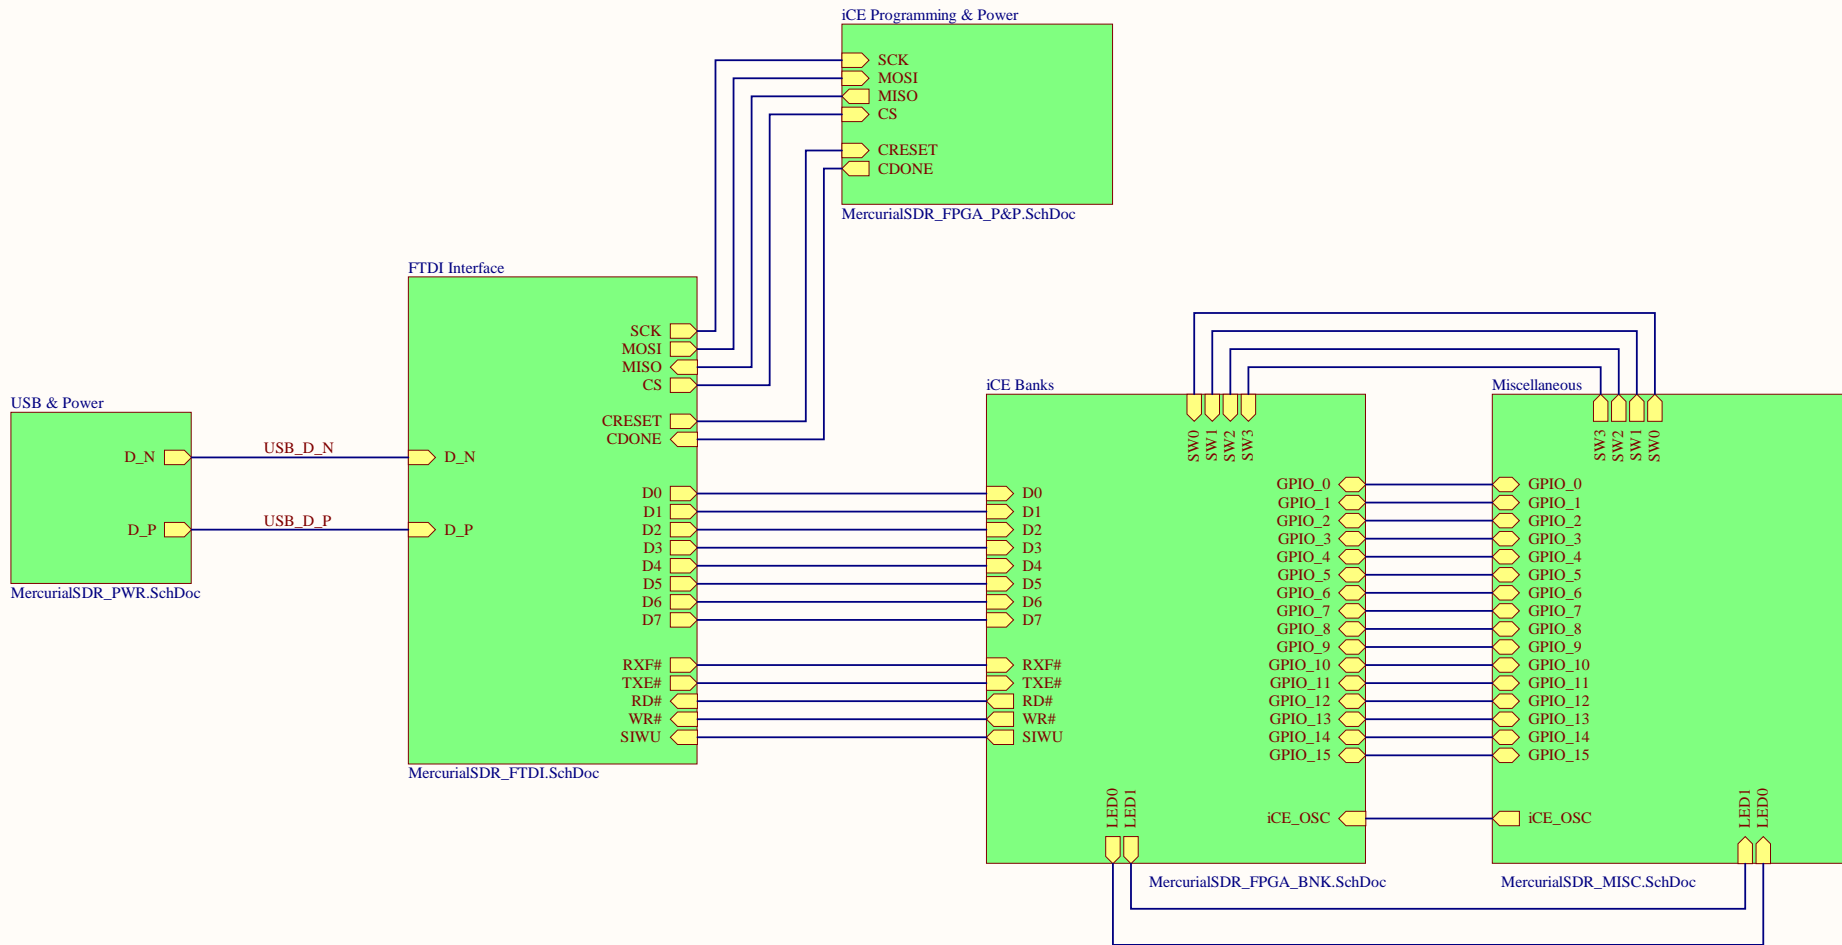 iCE Programming & Power
SCK
MOSI
MISO
CS
CRESET
CDONE
MercurialSDR_FPGA_P&P.SchDoc
USB & Power
D_N
D_P
MercurialSDR_PWR.SchDoc
USB_D_N
USB_D_P
FTDI Interface
D_N
D_P
SCK
MOSI
MISO
CS
CRESET
CDONE
D0
D1
D2
D3
D4
D5
D6
D7
RXF#
TXE#
RD#
WR#
SIWU
MercurialSDR_FTDI.SchDoc
iCE Banks
SW0
SW1
SW2
SW3
D0
D1
D2
D3
D4
D5
D6
D7
RXF#
TXE#
RD#
WR#
SIWU
GPIO_0
GPIO_1
GPIO_2
GPIO_3
GPIO_4
GPIO_5
GPIO_6
GPIO_7
GPIO_8
GPIO_9
GPIO_10
GPIO_11
GPIO_12
GPIO_13
GPIO_14
GPIO_15
iCE_OSC
LED0
LED1
MercurialSDR_FPGA_BNK.SchDoc
Miscellaneous
SW3
SW2
SW1
SW0
GPIO_0
GPIO_1
GPIO_2
GPIO_3
GPIO_4
GPIO_5
GPIO_6
GPIO_7
GPIO_8
GPIO_9
GPIO_10
GPIO_11
GPIO_12
GPIO_13
GPIO_14
GPIO_15
iCE_OSC
LED1
LED0
MercurialSDR_MISC.SchDoc